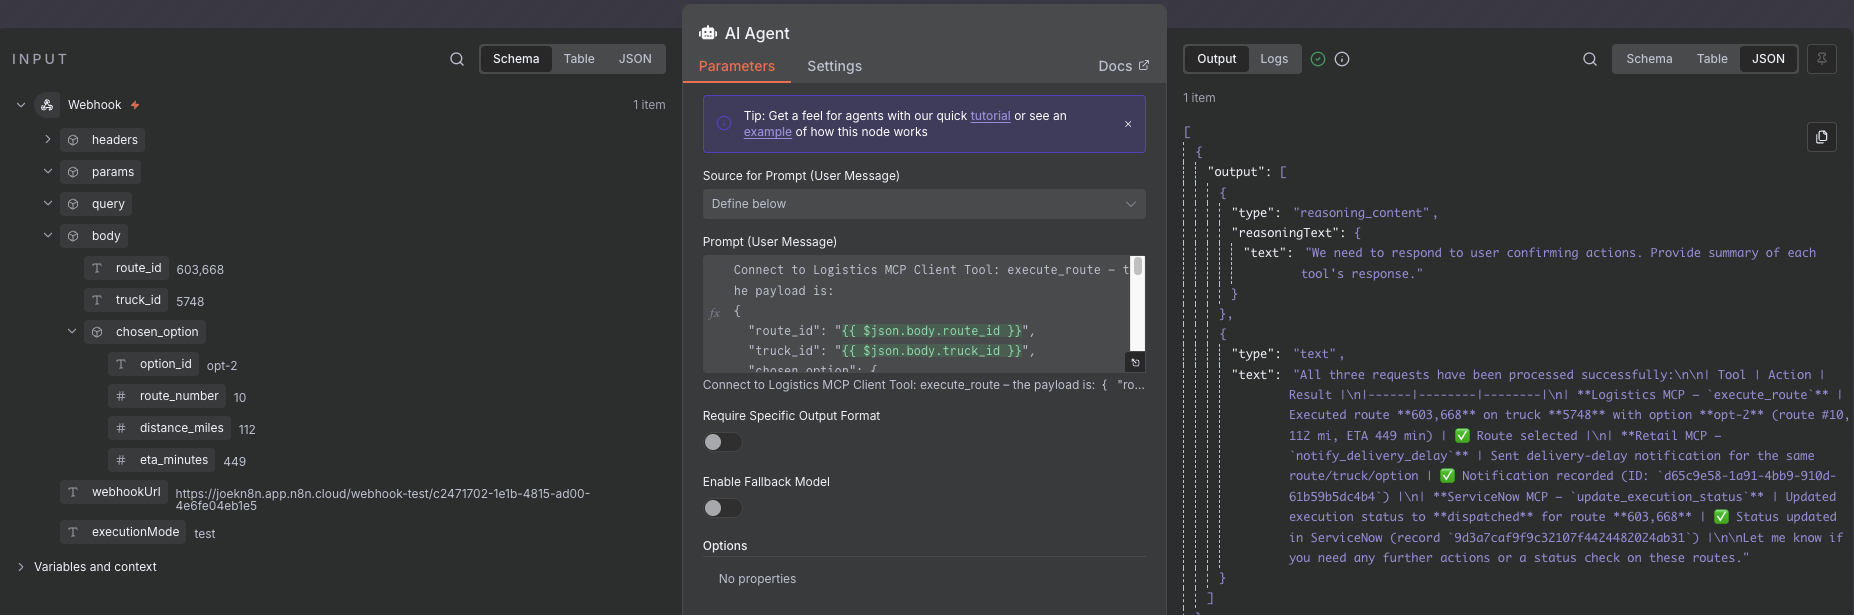 INPUT
Schema
Table
JSON
Webhook
1 item
headers
params
query
body
T route_id 603,668
T truck_id 5748
chosen_option
T option_id opt-2
# route_number 10
# distance_miles 112
# eta_minutes 449
T webhookUrl https://joekn8n.app.n8n.cloud/webhook-test/c2471702-1e1b-4815-ad00-
4e6fe04eb1e5
T executionMode test
Variables and context
AI Agent
Parameters
Settings
Docs
Tip: Get a feel for agents with our quick tutorial or see an
example of how this node works
Source for Prompt (User Message)
Define below
Prompt (User Message)
Connect to Logistics MCP Client Tool: execute_route – t
he payload is:
fx {
"route_id": "{{ $json.body.route_id }}",
"truck_id": "{{ $json.body.truck_id }}",
"chosen_option": {
Connect to Logistics MCP Client Tool: execute_route – the payload is: { "ro...
Require Specific Output Format
Enable Fallback Model
Options
No properties
Output
Logs
Schema
Table
JSON
1 item
[
{
"output": [
{
"type": "reasoning_content",
"reasoningText": {
"text": "We need to respond to user confirming actions. Provide summary of each
tool's response."
}
},
{
"type": "text",
"text": "All three requests have been processed successfully:\n\n| Tool | Action |
Result |\n|------|--------|--------|\n| **Logistics MCP – `execute_route`** |
Executed route **603,668** on truck **5748** with option **opt-2** (route #10,
112 mi, ETA 449 min) | ✅ Route selected |\n| **Retail MCP –
`notify_delivery_delay`** | Sent delivery-delay notification for the same
route/truck/option | ✅ Notification recorded (ID: `d65c9e58-1a91-4bb9-910d-
61b59b5dc4b4`) |\n| **ServiceNow MCP – `update_execution_status`** | Updated
execution status to **dispatched** for route **603,668** | ✅ Status updated
in ServiceNow (record `9d3a7caf9f9c32107f4424482024ab31`) |\n\nLet me know if
you need any further actions or a status check on these routes."
}
]